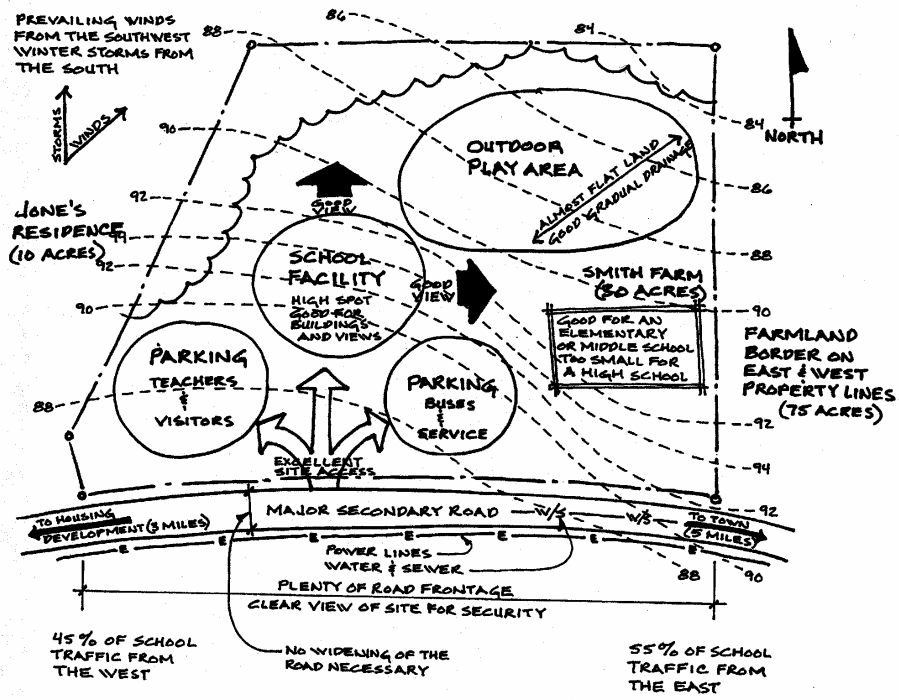 PREVAILING WINDS
FROM THE SOUTHWEST
WINTER STORMS FROM
THE SOUTH
STORMS
WINDS
88
86
84
90
84
NORTH
OUTDOOR
PLAY AREA
ALMOST FLAT LAND
GOOD GRADUAL DRAINAGE
86
GOOD
VIEW
92
JONE'S
RESIDENCE
(10 ACRES)
94
92
90
88
SCHOOL
FACILITY
HIGH SPOT
GOOD FOR
BUILDINGS
AND VIEWS
GOOD
VIEW
SMITH FARM
(30 ACRES)
90
GOOD FOR AN
ELEMENTARY
OR MIDDLE SCHOOL
TOO SMALL FOR
A HIGH SCHOOL
FARMLAND
BORDER ON
EAST & WEST
PROPERTY LINES
(75 ACRES)
PARKING
TEACHERS
&
VISITORS
PARKING
BUSES
&
SERVICE
88
92
94
EXCELLENT
SITE ACCESS
92
TO HOUSING
DEVELOPMENT (3 MILES)
MAJOR SECONDARY ROAD
W/S
W/S
TO TOWN
(5 MILES)
E
E
E
E
E
E
E
POWER LINES
WATER & SEWER
88
90
PLENTY OF ROAD FRONTAGE
CLEAR VIEW OF SITE FOR SECURITY
45% OF SCHOOL
TRAFFIC FROM
THE WEST
NO WIDENING OF THE
ROAD NECESSARY
55% OF SCHOOL
TRAFFIC FROM
THE EAST